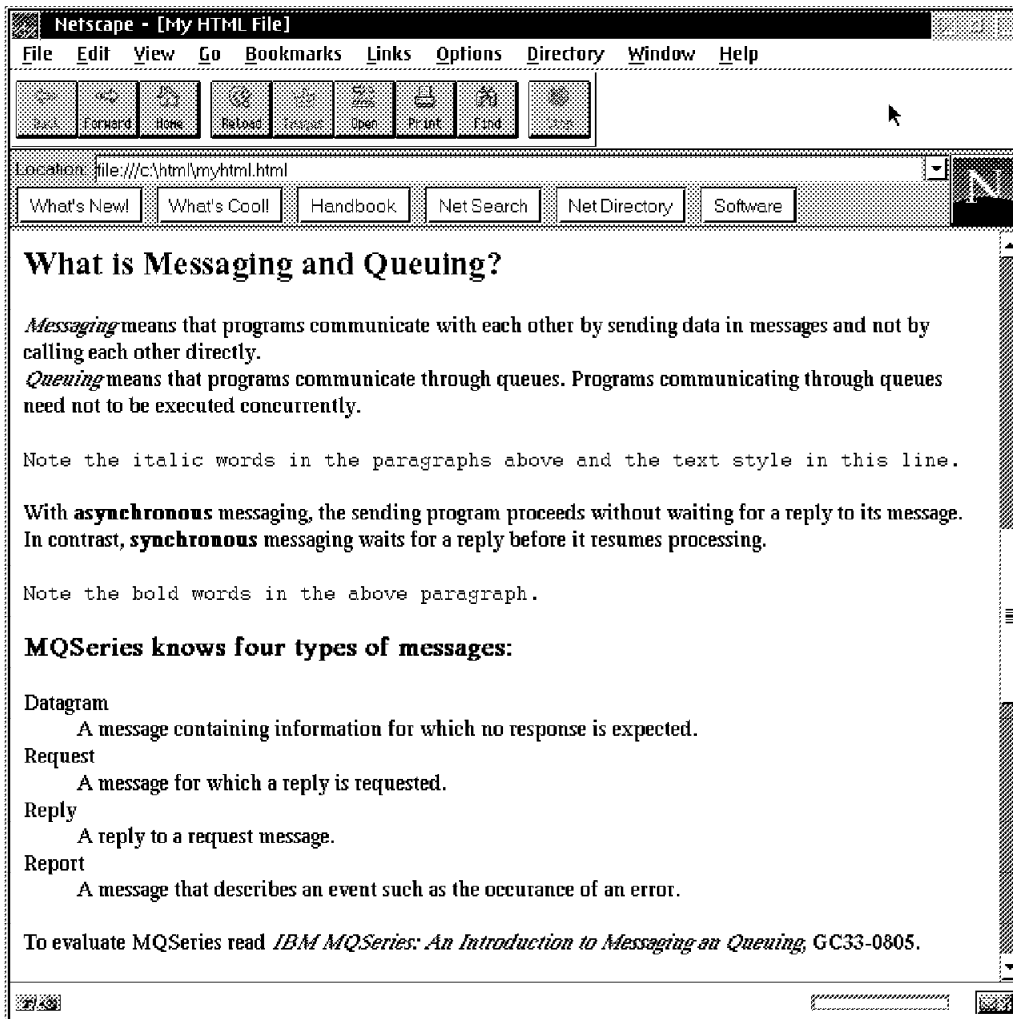 Netscape - [My HTML File]
File Edit View Go Bookmarks Links Options Directory Window Help
Back Forward Home Reload Images Open Print Find Stop
Location: file:///c:\html\myhtml.html
What's New! What's Cool! Handbook Net Search Net Directory Software
N
What is Messaging and Queuing?
Messaging means that programs communicate with each other by sending data in messages and not by
calling each other directly.
Queuing means that programs communicate through queues. Programs communicating through queues
need not to be executed concurrently.
Note the italic words in the paragraphs above and the text style in this line.
With asynchronous messaging, the sending program proceeds without waiting for a reply to its message.
In contrast, synchronous messaging waits for a reply before it resumes processing.
Note the bold words in the above paragraph.
MQSeries knows four types of messages:
Datagram
A message containing information for which no response is expected.
Request
A message for which a reply is requested.
Reply
A reply to a request message.
Report
A message that describes an event such as the occurance of an error.
To evaluate MQSeries read IBM MQSeries: An Introduction to Messaging an Queuing, GC33-0805.